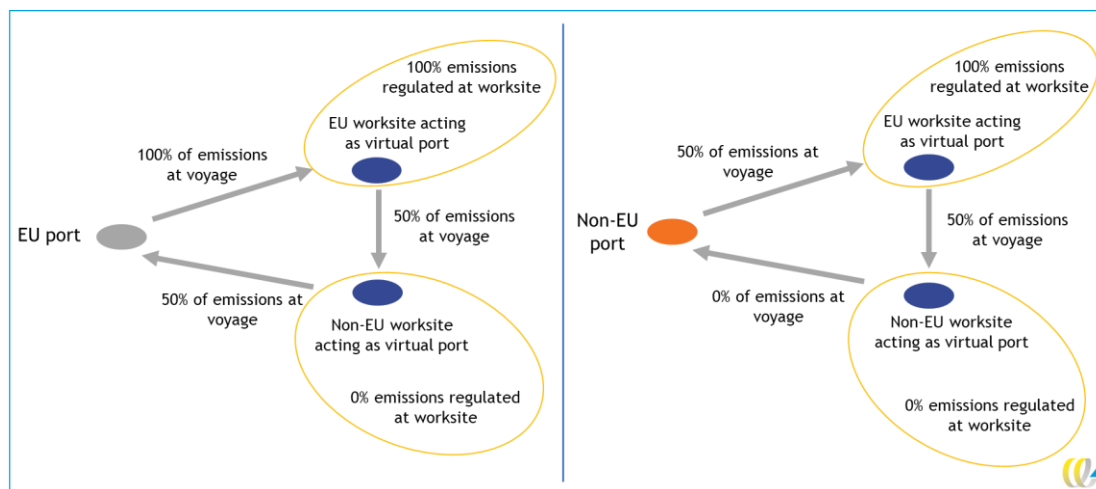 100% emissions
regulated at worksite
EU worksite acting
as virtual port
100% of emissions
at voyage
EU port
50% of emissions
at voyage
50% of emissions at
voyage
Non-EU worksite
acting as virtual port
0% emissions regulated
at worksite
100% emissions
regulated at worksite
EU worksite acting
as virtual port
50% of emissions at
voyage
Non-EU
port
50% of emissions
at voyage
0% of emissions at
voyage
Non-EU worksite
acting as virtual port
0% emissions regulated
at worksite